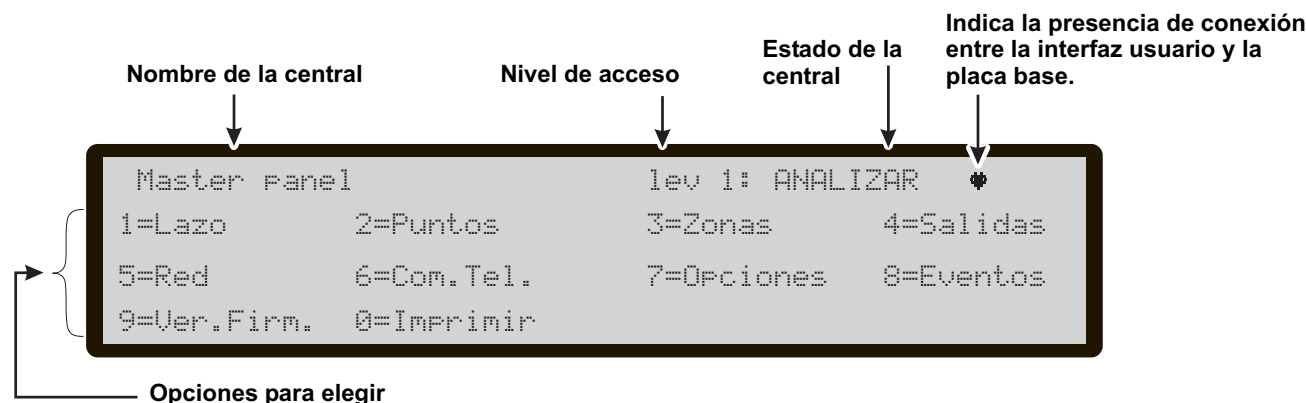 Indica la presencia de conexión
entre la interfaz usuario y la
placa base.
Estado de la
central
Nombre de la central
Nivel de acceso
Master panel lev 1: ANALIZAR
1=Lazo 2=Puntos 3=Zonas 4=Salidas
5=Red 6=Com.Tel. 7=Opciones 8=Eventos
9=Ver.Firm. 0=Imprimir
Opciones para elegir